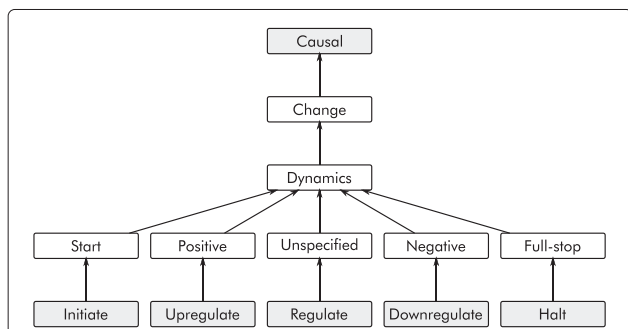 Causal
Change
Dynamics
Start Positive Unspecified Negative Full-stop
Initiate Upregulate Regulate Downregulate Halt